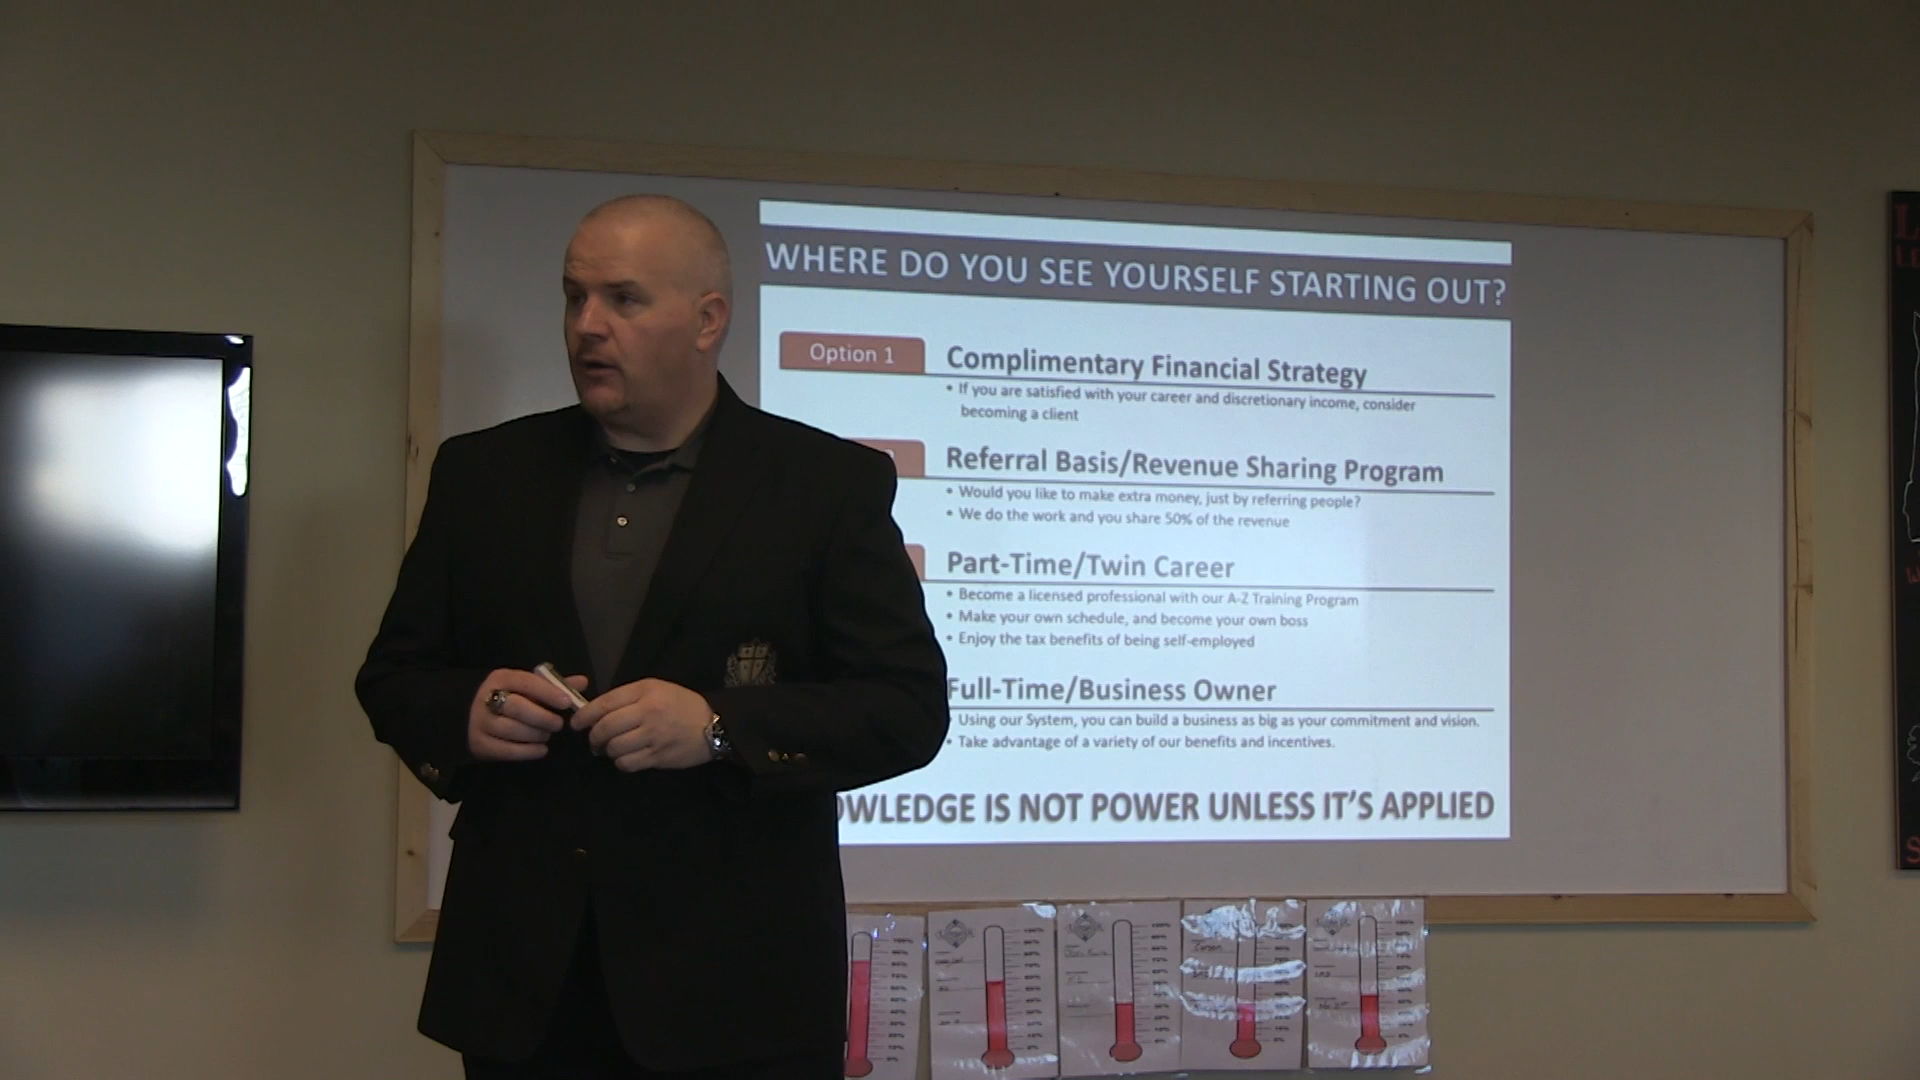 WHERE DO YOU SEE YOURSELF STARTING OUT?
Option 1
Complimentary Financial Strategy
• If you are satisfied with your career and discretionary income, consider
becoming a client
Referral Basis/Revenue Sharing Program
• Would you like to make extra money, just by referring people?
• We do the work and you share 50% of the revenue
Part-Time/Twin Career
• Become a licensed professional with our A-Z Training Program
• Make your own schedule, and become your own boss
• Enjoy the tax benefits of being self-employed
Full-Time/Business Owner
• Using our System, you can build a business as big as your commitment and vision.
• Take advantage of a variety of our benefits and incentives.
OWLEDGE IS NOT POWER UNLESS IT'S APPLIED